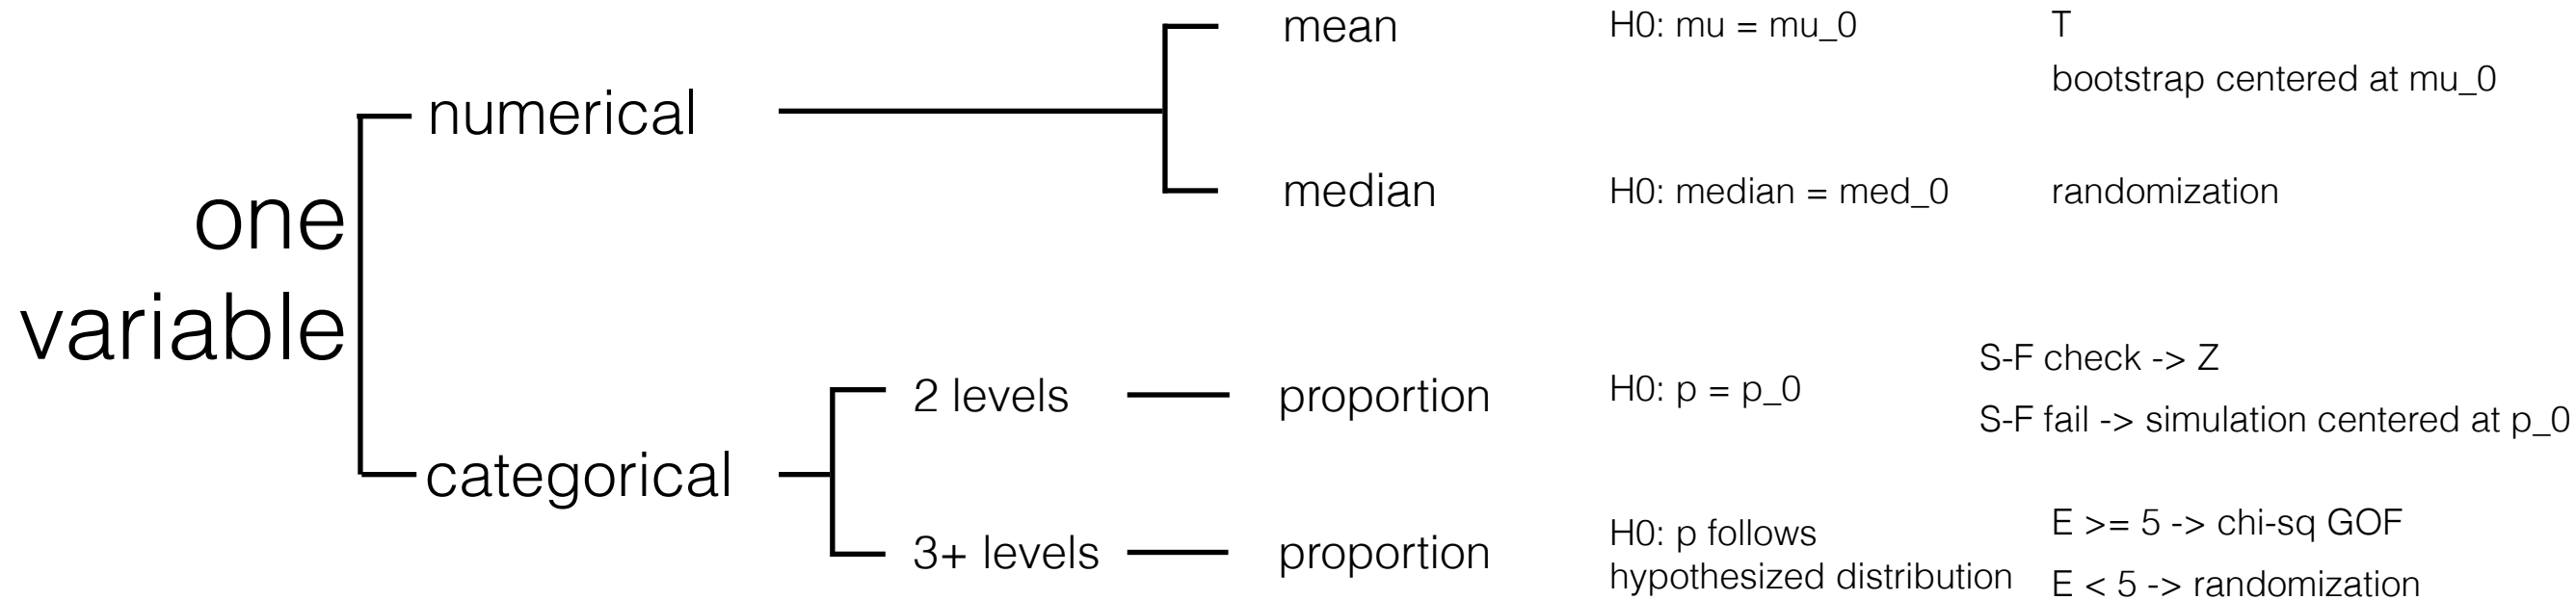 one
variable
numerical
mean
H0: mu = mu_0
T
bootstrap centered at mu_0
median
H0: median = med_0
randomization
categorical
2 levels
proportion
H0: p = p_0
S-F check -> Z
S-F fail -> simulation centered at p_0
3+ levels
proportion
H0: p follows
hypothesized distribution
E >= 5 -> chi-sq GOF
E < 5 -> randomization